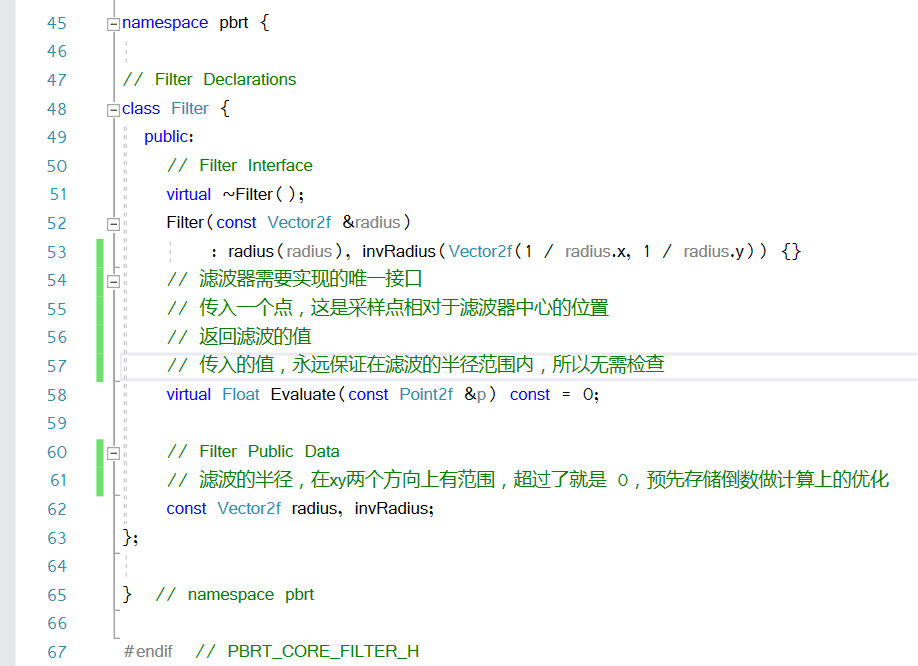 45 namespace pbrt {
46
47 // Filter Declarations
48 class Filter {
49 public:
50 // Filter Interface
51 virtual ~Filter();
52 Filter(const Vector2f &radius)
53 : radius(radius), invRadius(Vector2f(1 / radius.x, 1 / radius.y)) {}
54 // 滤波器需要实现的唯一接口
55 // 传入一个点，这是采样点相对于滤波器中心的位置
56 // 返回滤波的值
57 // 传入的值，永远保证在滤波的半径范围内，所以无需检查
58 virtual Float Evaluate(const Point2f &p) const = 0;
59
60 // Filter Public Data
61 // 滤波的半径，在xy两个方向上有范围，超过了就是 0，预先存储倒数做计算上的优化
62 const Vector2f radius, invRadius;
63 };
64
65 } // namespace pbrt
66
67 #endif // PBRT_CORE_FILTER_H